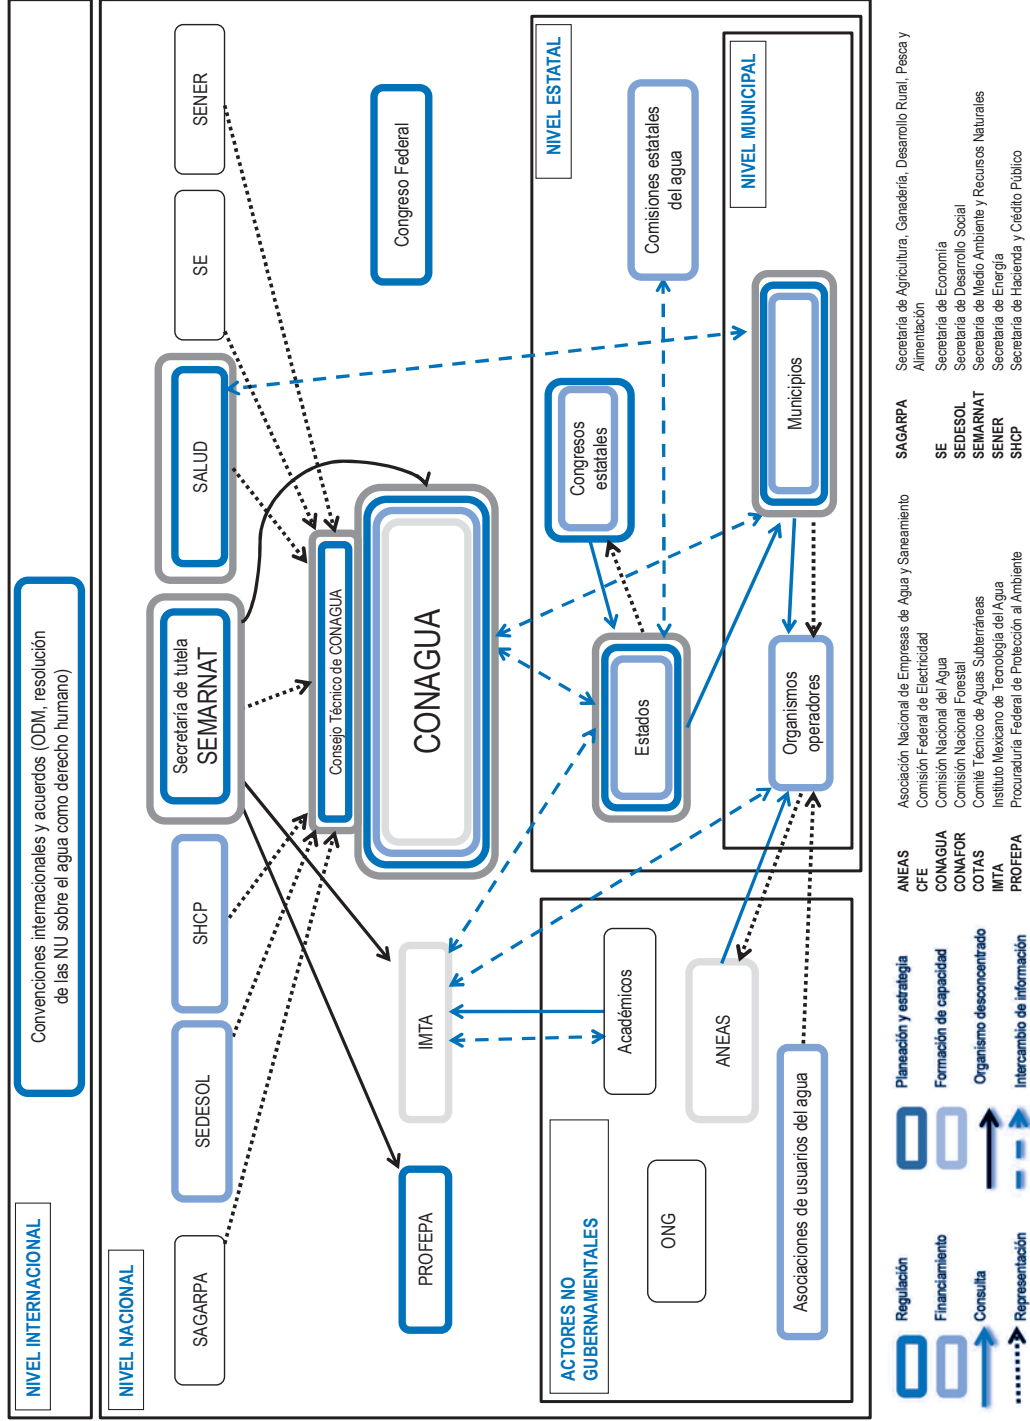 NIVEL INTERNACIONAL
Convenciones internacionales y acuerdos (ODM, resolución
de las NU sobre el agua como derecho humano)
NIVEL NACIONAL
SAGARPA
SEDESOL
SHCP
Secretaría de tutela
SEMARNAT
SALUD
SE
SENER
Consejo Técnico de CONAGUA
CONAGUA
Congreso Federal
PROFEPA
IMTA
ACTORES NO
GUBERNAMENTALES
Académicos
ONG
ANEAS
Asociaciones de usuarios del agua
NIVEL ESTATAL
Congresos
estatales
Estados
Comisiones estatales
del agua
NIVEL MUNICIPAL
Municipios
Organismos
operadores
Regulación
Financiamiento
Consulta
Representación
Planeación y estrategia
Formación de capacidad
Organismo desconcentrado
Intercambio de información
ANEAS Asociación Nacional de Empresas de Agua y Saneamiento
CFE Comisión Federal de Electricidad
CONAGUA Comisión Nacional del Agua
CONAFOR Comisión Nacional Forestal
COTAS Comité Técnico de Aguas Subterráneas
IMTA Instituto Mexicano de Tecnología del Agua
PROFEPA Procuraduría Federal de Protección al Ambiente
SAGARPA Secretaría de Agricultura, Ganadería, Desarrollo Rural, Pesca y
Alimentación
SE Secretaría de Economía
SEDESOL Secretaría de Desarrollo Social
SEMARNAT Secretaría de Medio Ambiente y Recursos Naturales
SENER Secretaría de Energía
SHCP Secretaría de Hacienda y Crédito Público